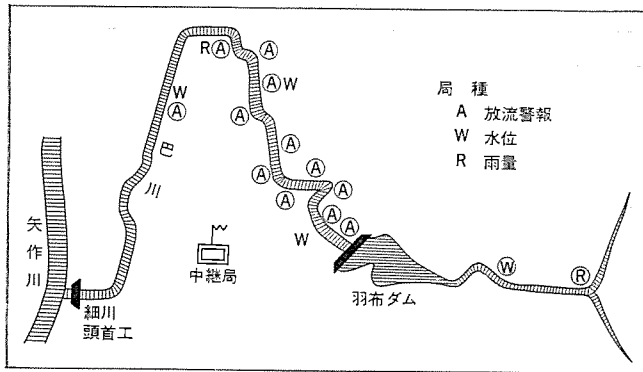 R Ⓐ Ⓐ
Ⓐ W
W
Ⓐ
Ⓐ
Ⓐ
Ⓐ Ⓐ
Ⓐ Ⓐ
Ⓐ Ⓐ
W
巴川
矢作川
細川
頭首工
中継局
羽布ダム
Ⓦ
Ⓡ
局種
A 放流警報
W 水位
R 雨量